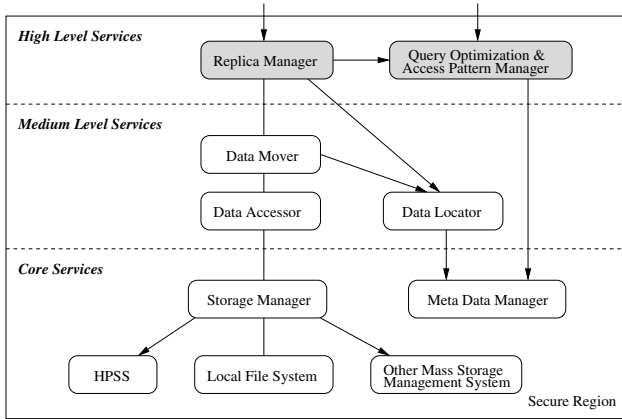 High Level Services
Replica Manager
Query Optimization &
Access Pattern Manager
Medium Level Services
Data Mover
Data Accessor
Data Locator
Core Services
Storage Manager
Meta Data Manager
HPSS
Local File System
Other Mass Storage
Management System
Secure Region